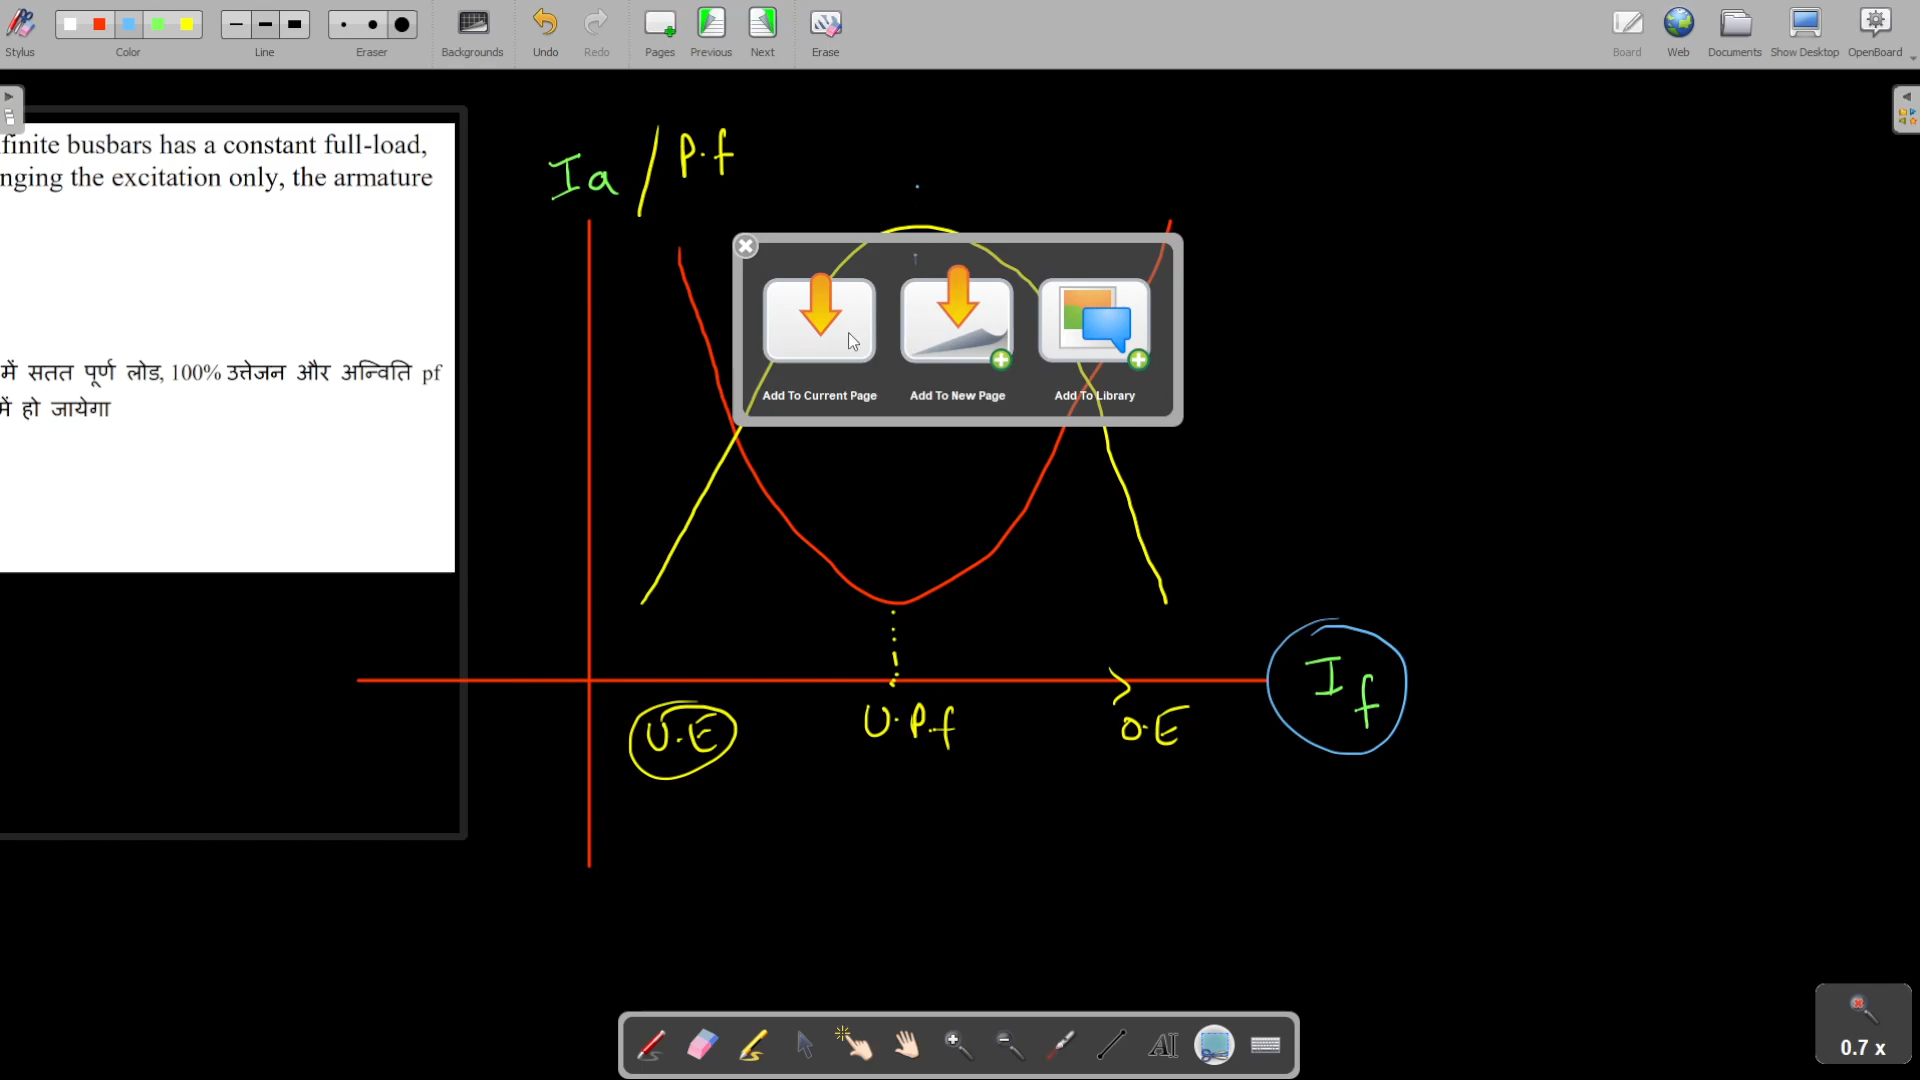 Stylus
Color
Line
Eraser
Backgrounds
Undo
Redo
Pages
Previous
Next
Erase
Board
Web
Documents
Show Desktop
OpenBoard
finite busbars has a constant full-load,
nging the excitation only, the armature
में सतत पूर्ण लोड, 100% उत्तेजन और अन्विति pf
में हो जायेगा
Ia / P.f
Add To Current Page
Add To New Page
Add To Library
U.E
U.P.f
O.E
If
AI
0.7 x